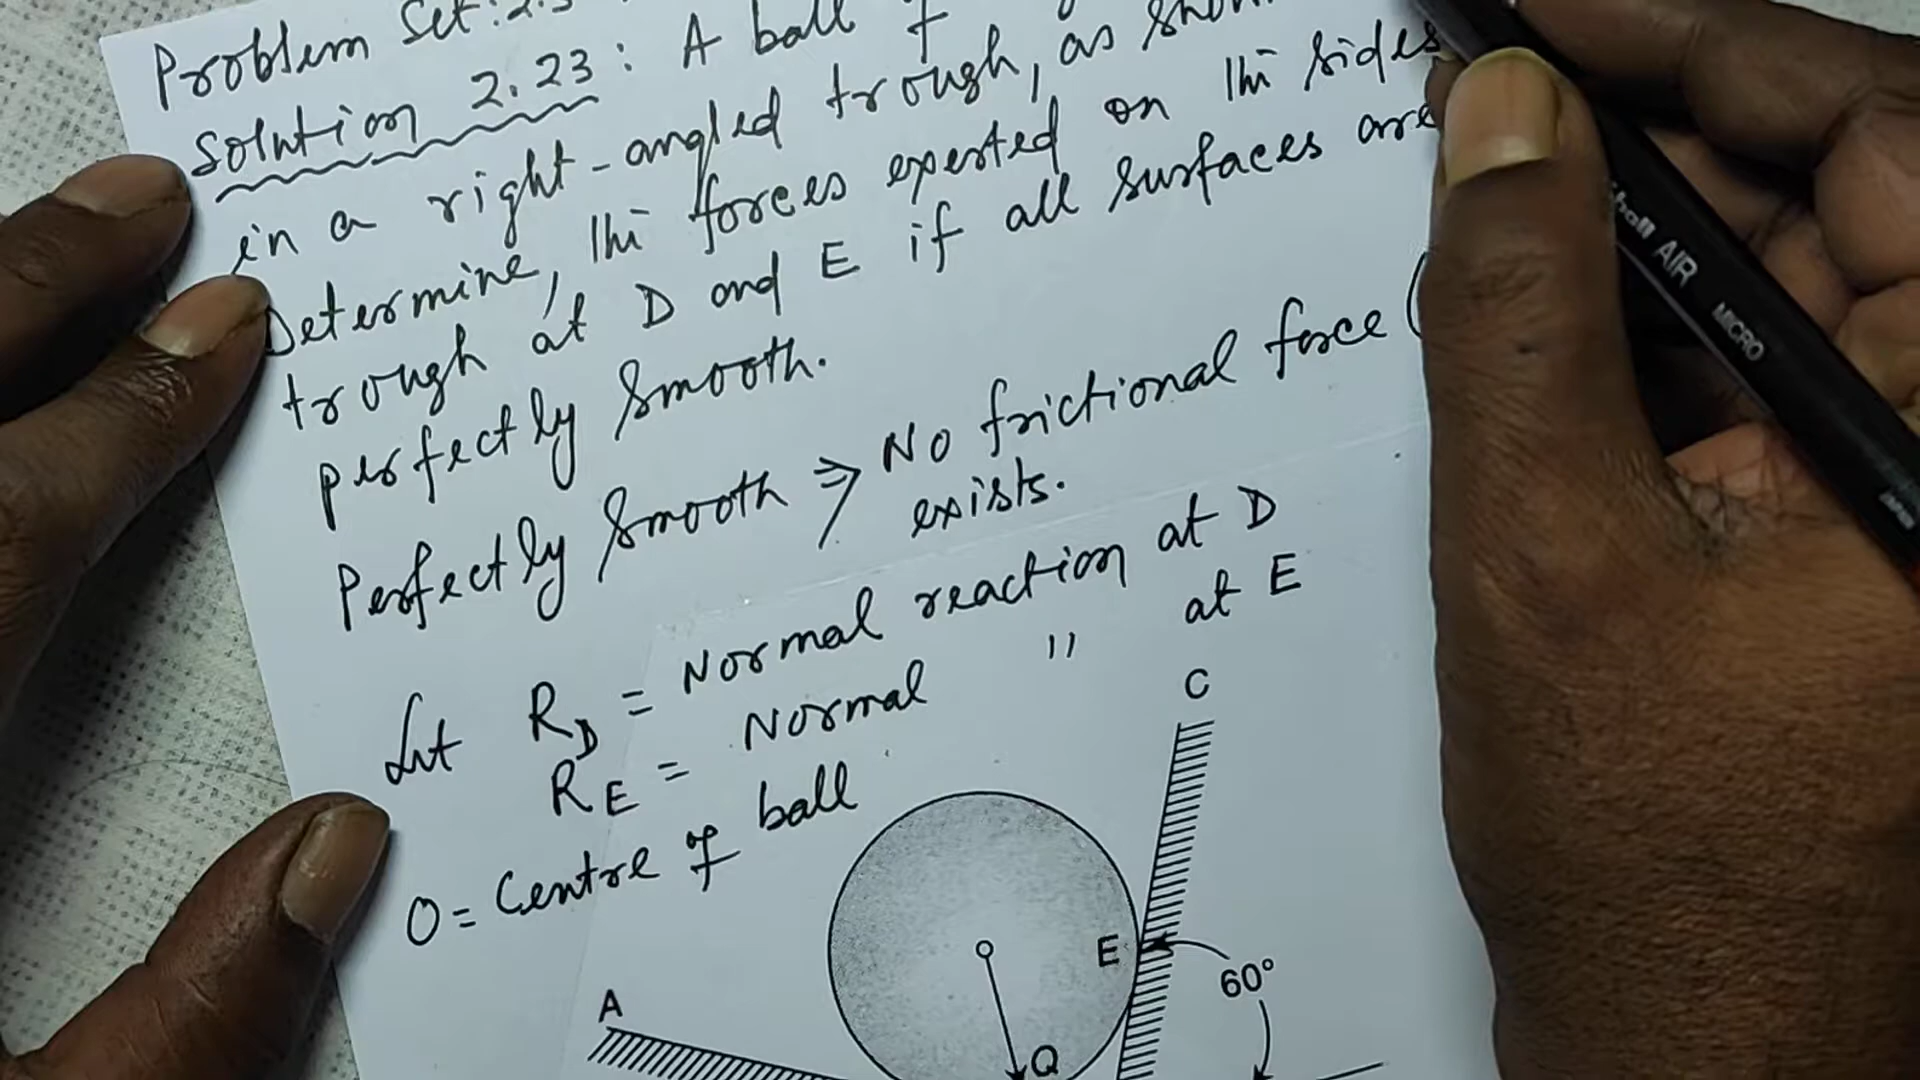 Problem Set: 2.3
Solution 2.23: A ball of
in a right-angled trough, as
Determine, the forces exerted on the sides
trough at D and E if all surfaces are
perfectly smooth.
Perfectly smooth ⇒ No frictional force (
exists.
Let R_D = Normal reaction at D
R_E = Normal " at E
O = Centre of ball
C
E
60°
A
Q
AIR
MICRO
JAPAN